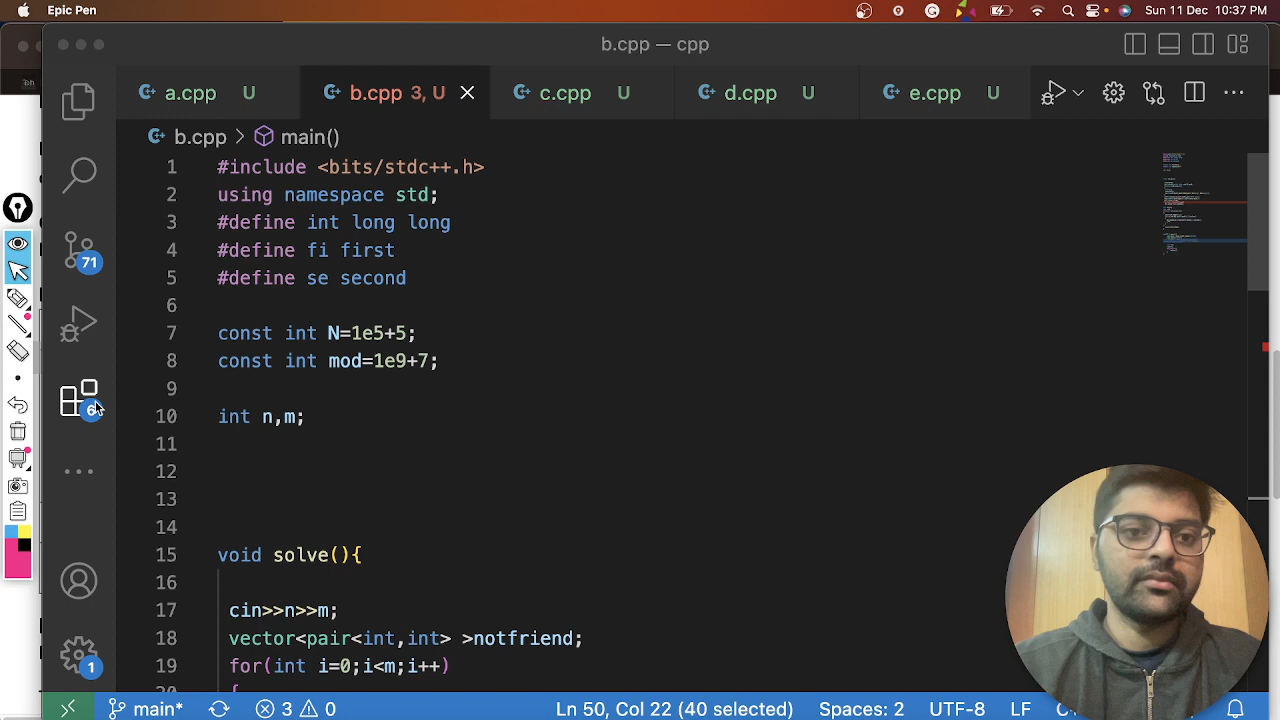 Epic Pen
Sun 11 Dec 10:37 PM
b.cpp — cpp
a.cpp U
b.cpp 3, U
c.cpp U
d.cpp U
e.cpp U
b.cpp > main()
1 #include <bits/stdc++.h>
2 using namespace std;
3 #define int long long
4 #define fi first
5 #define se second
6
7 const int N=1e5+5;
8 const int mod=1e9+7;
9
10 int n,m;
11
12
13
14
15 void solve(){
16
17 cin>>n>>m;
18 vector<pair<int,int> >notfriend;
19 for(int i=0;i<m;i++)
20 {
71
6
1
main*
3
0
Ln 50, Col 22 (40 selected)
Spaces: 2
UTF-8
LF